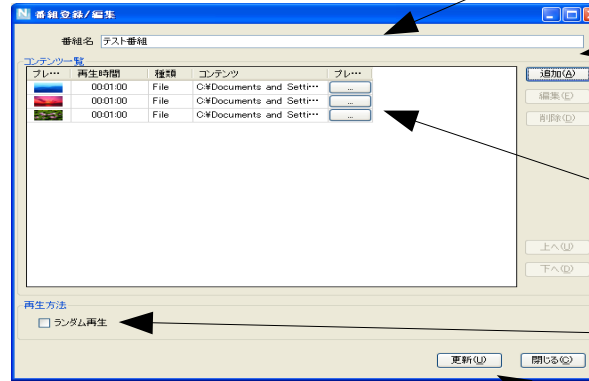 N 番組登録/編集
番組名 テスト番組
コンテンツ一覧
プレ… 再生時間 種類 コンテンツ プレ…
00:01:00 File C:¥Documents and Setti… ...
00:01:00 File C:¥Documents and Setti… ...
00:01:00 File C:¥Documents and Setti… ...
追加(A)
編集(E)
削除(D)
上へ(U)
下へ(D)
再生方法
ランダム再生
更新(U) 閉じる(C)